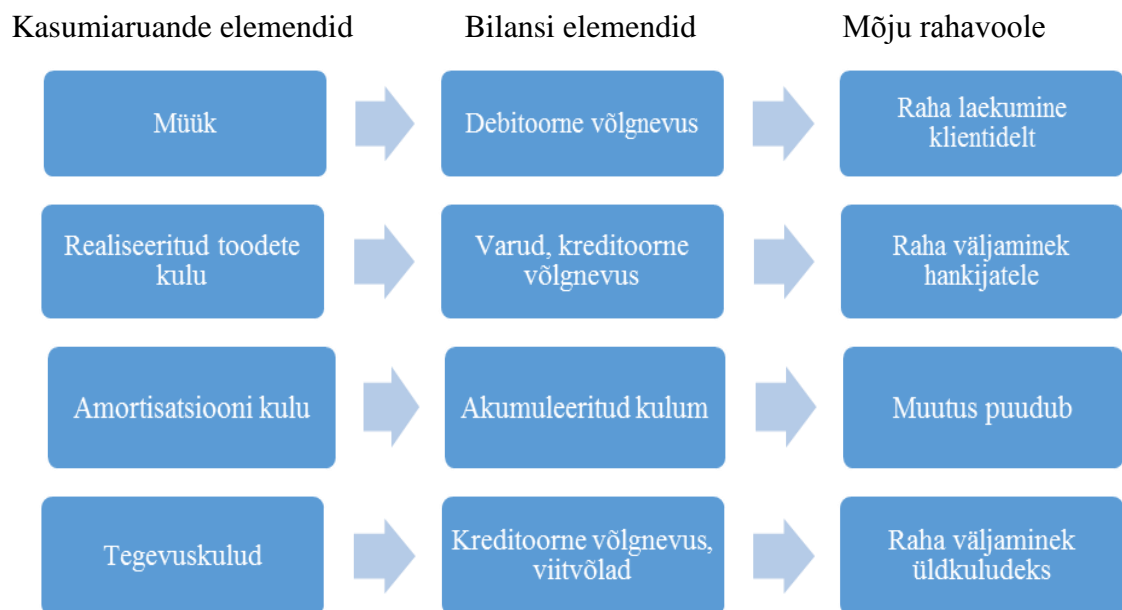 Kasumiaruande elemendid
Bilansi elemendid
Mõju rahavoole
Müük
Debitoorne võlgnevus
Raha laekumine
klientidelt
Realiseeritud toodete
kulu
Varud, kreditoorne
võlgnevus
Raha väljaminek
hankijatele
Amortisatsiooni kulu
Akumuleeritud kulum
Muutus puudub
Tegevuskulud
Kreditoorne võlgnevus,
viitvõlad
Raha väljaminek
üldkuludeks